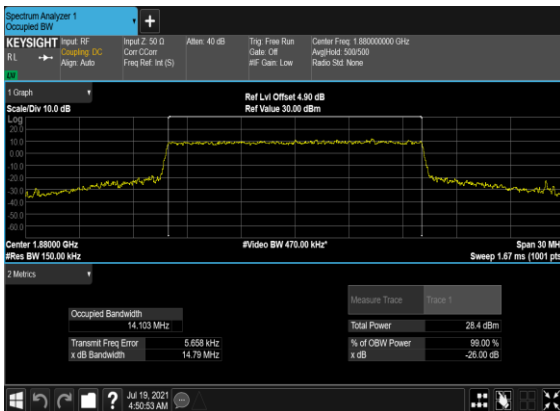 Spectrum Analyzer 1
Occupied BW
KEYSIGHT
RL
Input: RF
Coupling: DC
Align: Auto
Input Z: 50 Ω
Corr CCorr
Freq Ref: Int (S)
Atten: 40 dB
Trig: Free Run
Gate: Off
#IF Gain: Low
Center Freq: 1.880000000 GHz
Avg|Hold: 500/500
Radio Std: None
1 Graph
Scale/Div 10.0 dB
Ref Lvl Offset 4.90 dB
Ref Value 30.00 dBm
Log
20.0
10.0
0.00
-10.0
-20.0
-30.0
-40.0
-50.0
-60.0
Center 1.88000 GHz
#Res BW 150.00 kHz
#Video BW 470.00 kHz*
Span 30 MH
Sweep 1.67 ms (1001 pts
2 Metrics
Measure Trace
Trace 1
Occupied Bandwidth
14.103 MHz
Total Power
28.4 dBm
Transmit Freq Error
5.658 kHz
% of OBW Power
99.00 %
x dB Bandwidth
14.79 MHz
x dB
-26.00 dB
Jul 19, 2021
4:50:53 AM